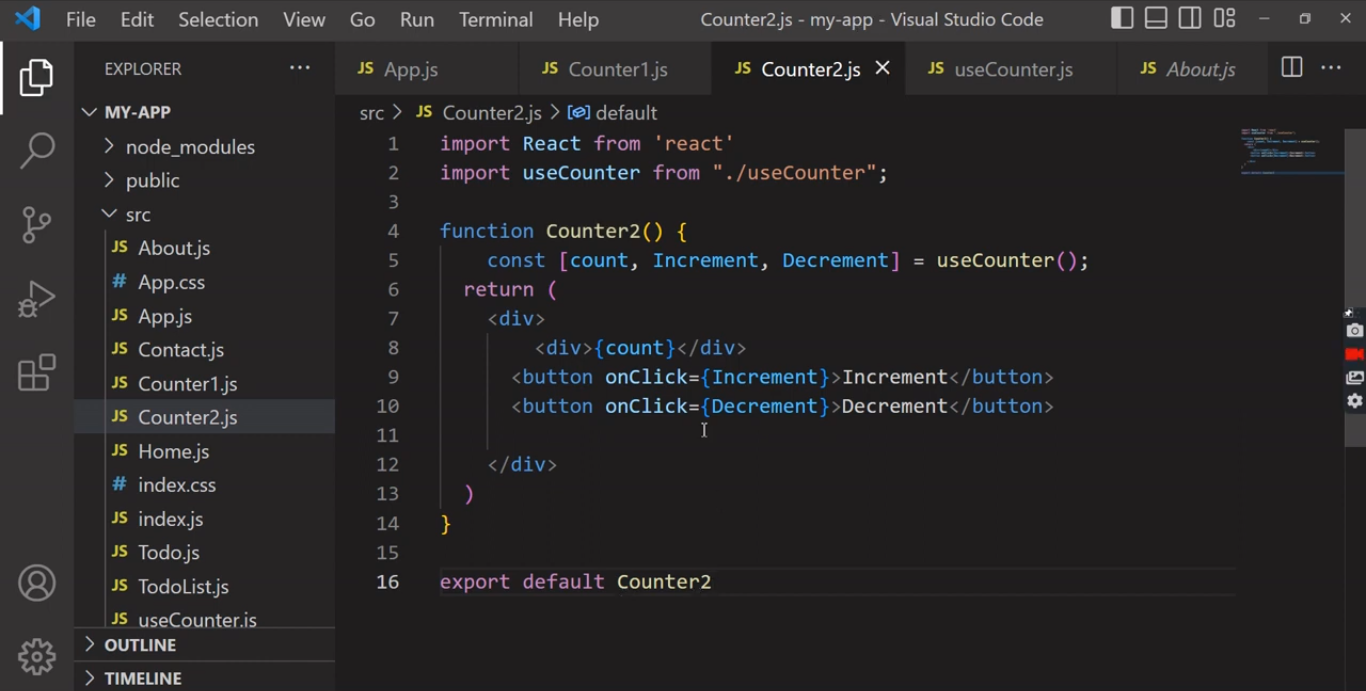 File Edit Selection View Go Run Terminal Help Counter2.js - my-app - Visual Studio Code
EXPLORER ··· JS App.js JS Counter1.js JS Counter2.js JS useCounter.js JS About.js ···
MY-APP
node_modules
public
src
JS About.js
# App.css
JS App.js
JS Contact.js
JS Counter1.js
JS Counter2.js
JS Home.js
# index.css
JS index.js
JS Todo.js
JS TodoList.js
JS useCounter.js
OUTLINE
TIMELINE
src > JS Counter2.js > default
1 import React from 'react'
2 import useCounter from "./useCounter";
3
4 function Counter2() {
5 const [count, Increment, Decrement] = useCounter();
6 return (
7 <div>
8 <div>{count}</div>
9 <button onClick={Increment}>Increment</button>
10 <button onClick={Decrement}>Decrement</button>
11
12 </div>
13 )
14 }
15
16 export default Counter2